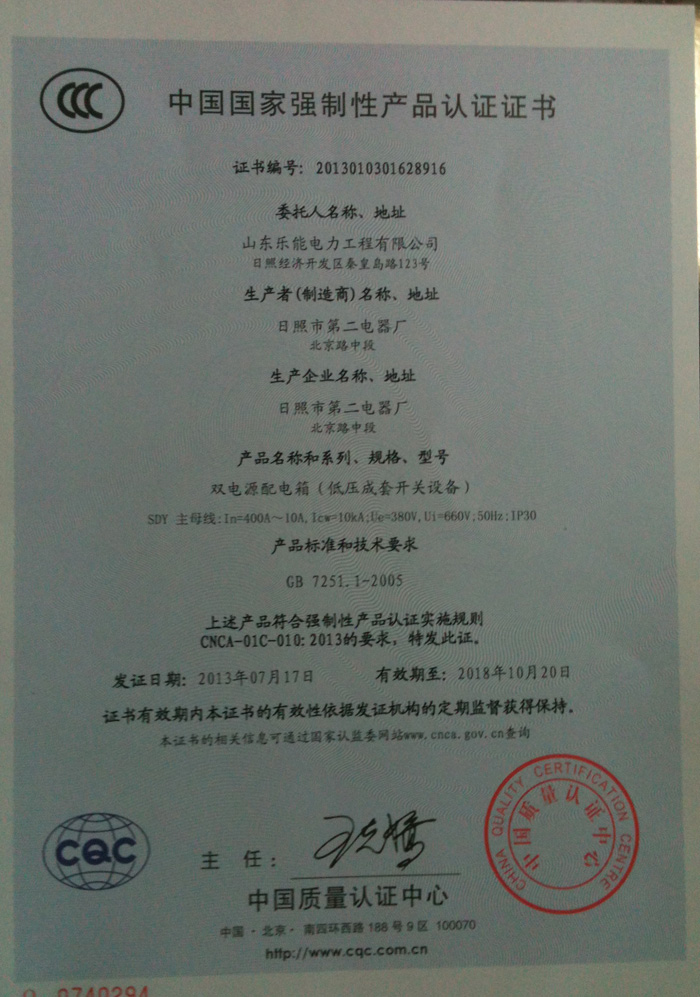 CCC
中国国家强制性产品认证证书
证书编号: 2013010301628916
委托人名称、地址
山东乐能电力工程有限公司
日照经济开发区秦皇岛路123号
生产者(制造商)名称、地址
日照市第二电器厂
北京路中段
生产企业名称、地址
日照市第二电器厂
北京路中段
产品名称和系列、规格、型号
双电源配电箱(低压成套开关设备)
SDY 主母线:In=400A~10A,Icw=10kA;Ue=380V,Ui=660V;50Hz;IP30
产品标准和技术要求
GB 7251.1-2005
上述产品符合强制性产品认证实施规则
CNCA-01C-010:2013的要求,特发此证。
发证日期: 2013年07月17日 有效期至: 2018年10月20日
证书有效期内本证书的有效性依据发证机构的定期监督获得保持。
本证书的相关信息可通过国家认监委网站www.cnca.gov.cn查询
CHINA QUALITY CERTIFICATION CENTRE
中国质量认证中心
CQC
主 任:
中国质量认证中心
中国·北京·南四环西路188号9区 100070
http://www.cqc.com.cn